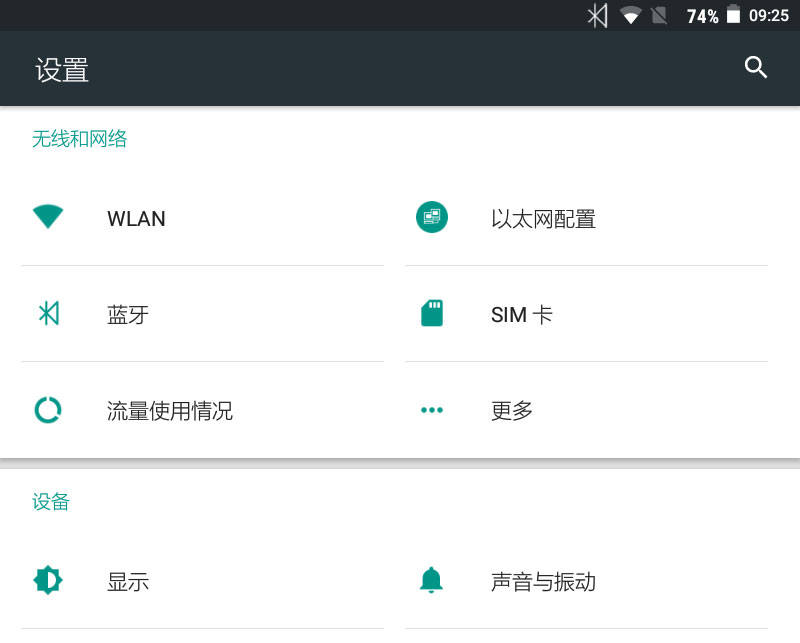 74% 09:25
设置
无线和网络
WLAN 以太网配置
蓝牙 SIM 卡
流量使用情况 更多
设备
显示 声音与振动